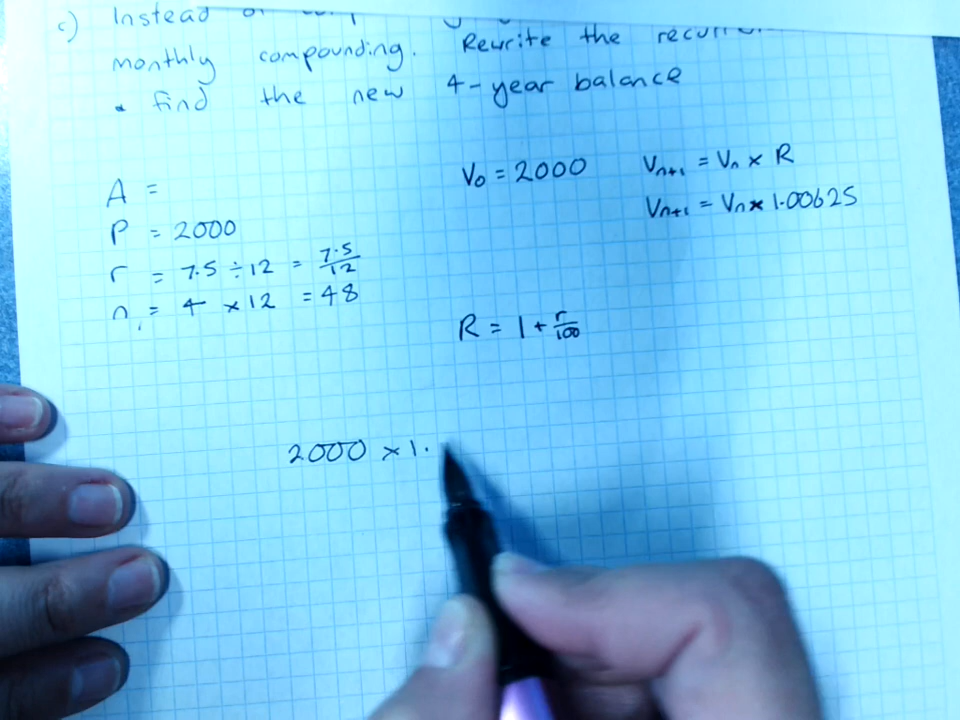 c) Instead
monthly compounding. Rewrite the
• find the new 4-year balance
A =
P = 2000
r = 7.5 ÷ 12 = 7.5/12
n = 4 × 12 = 48
V₀ = 2000
Vₙ₊₁ = Vₙ × R
Vₙ₊₁ = Vₙ × 1.00625
R = 1 + r/100
2000 × 1.